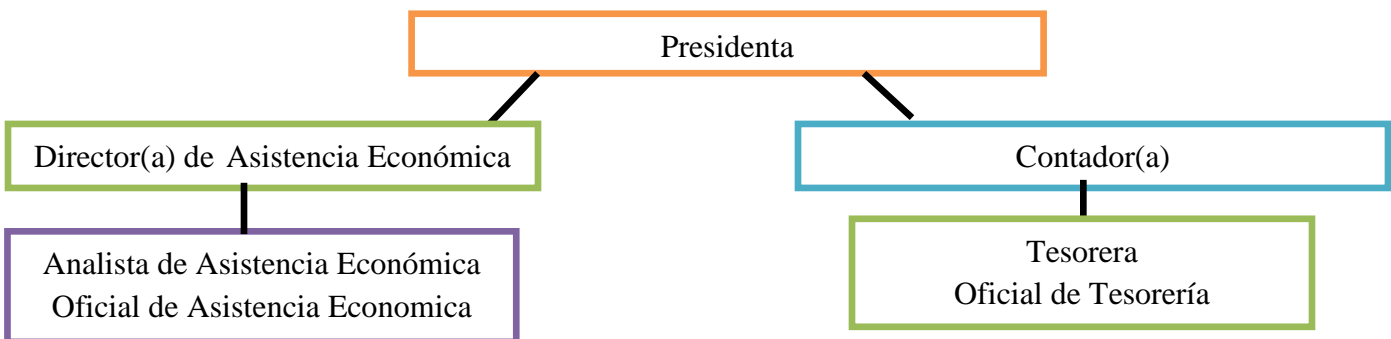 Presidenta
Director(a) de Asistencia Económica
Contador(a)
Analista de Asistencia Económica
Oficial de Asistencia Economica
Tesorera
Oficial de Tesorería